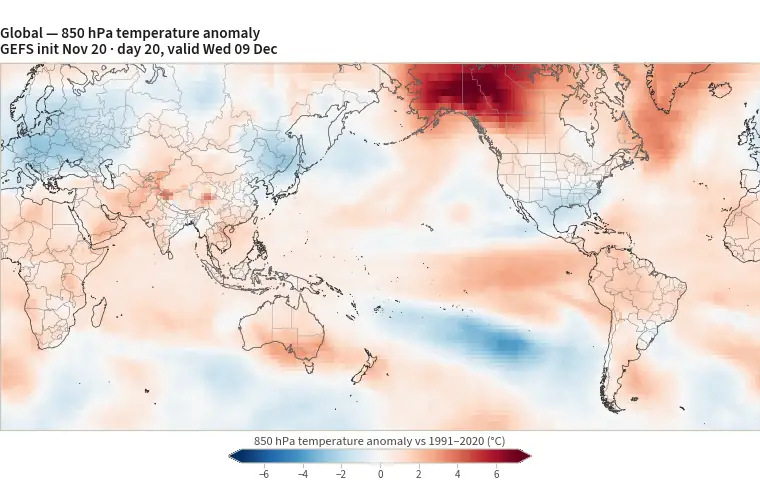 Global — 850 hPa temperature anomaly
GEFS init Nov 20 · day 20, valid Wed 09 Dec
850 hPa temperature anomaly vs 1991–2020 (°C)
−6 −4 −2 0 2 4 6